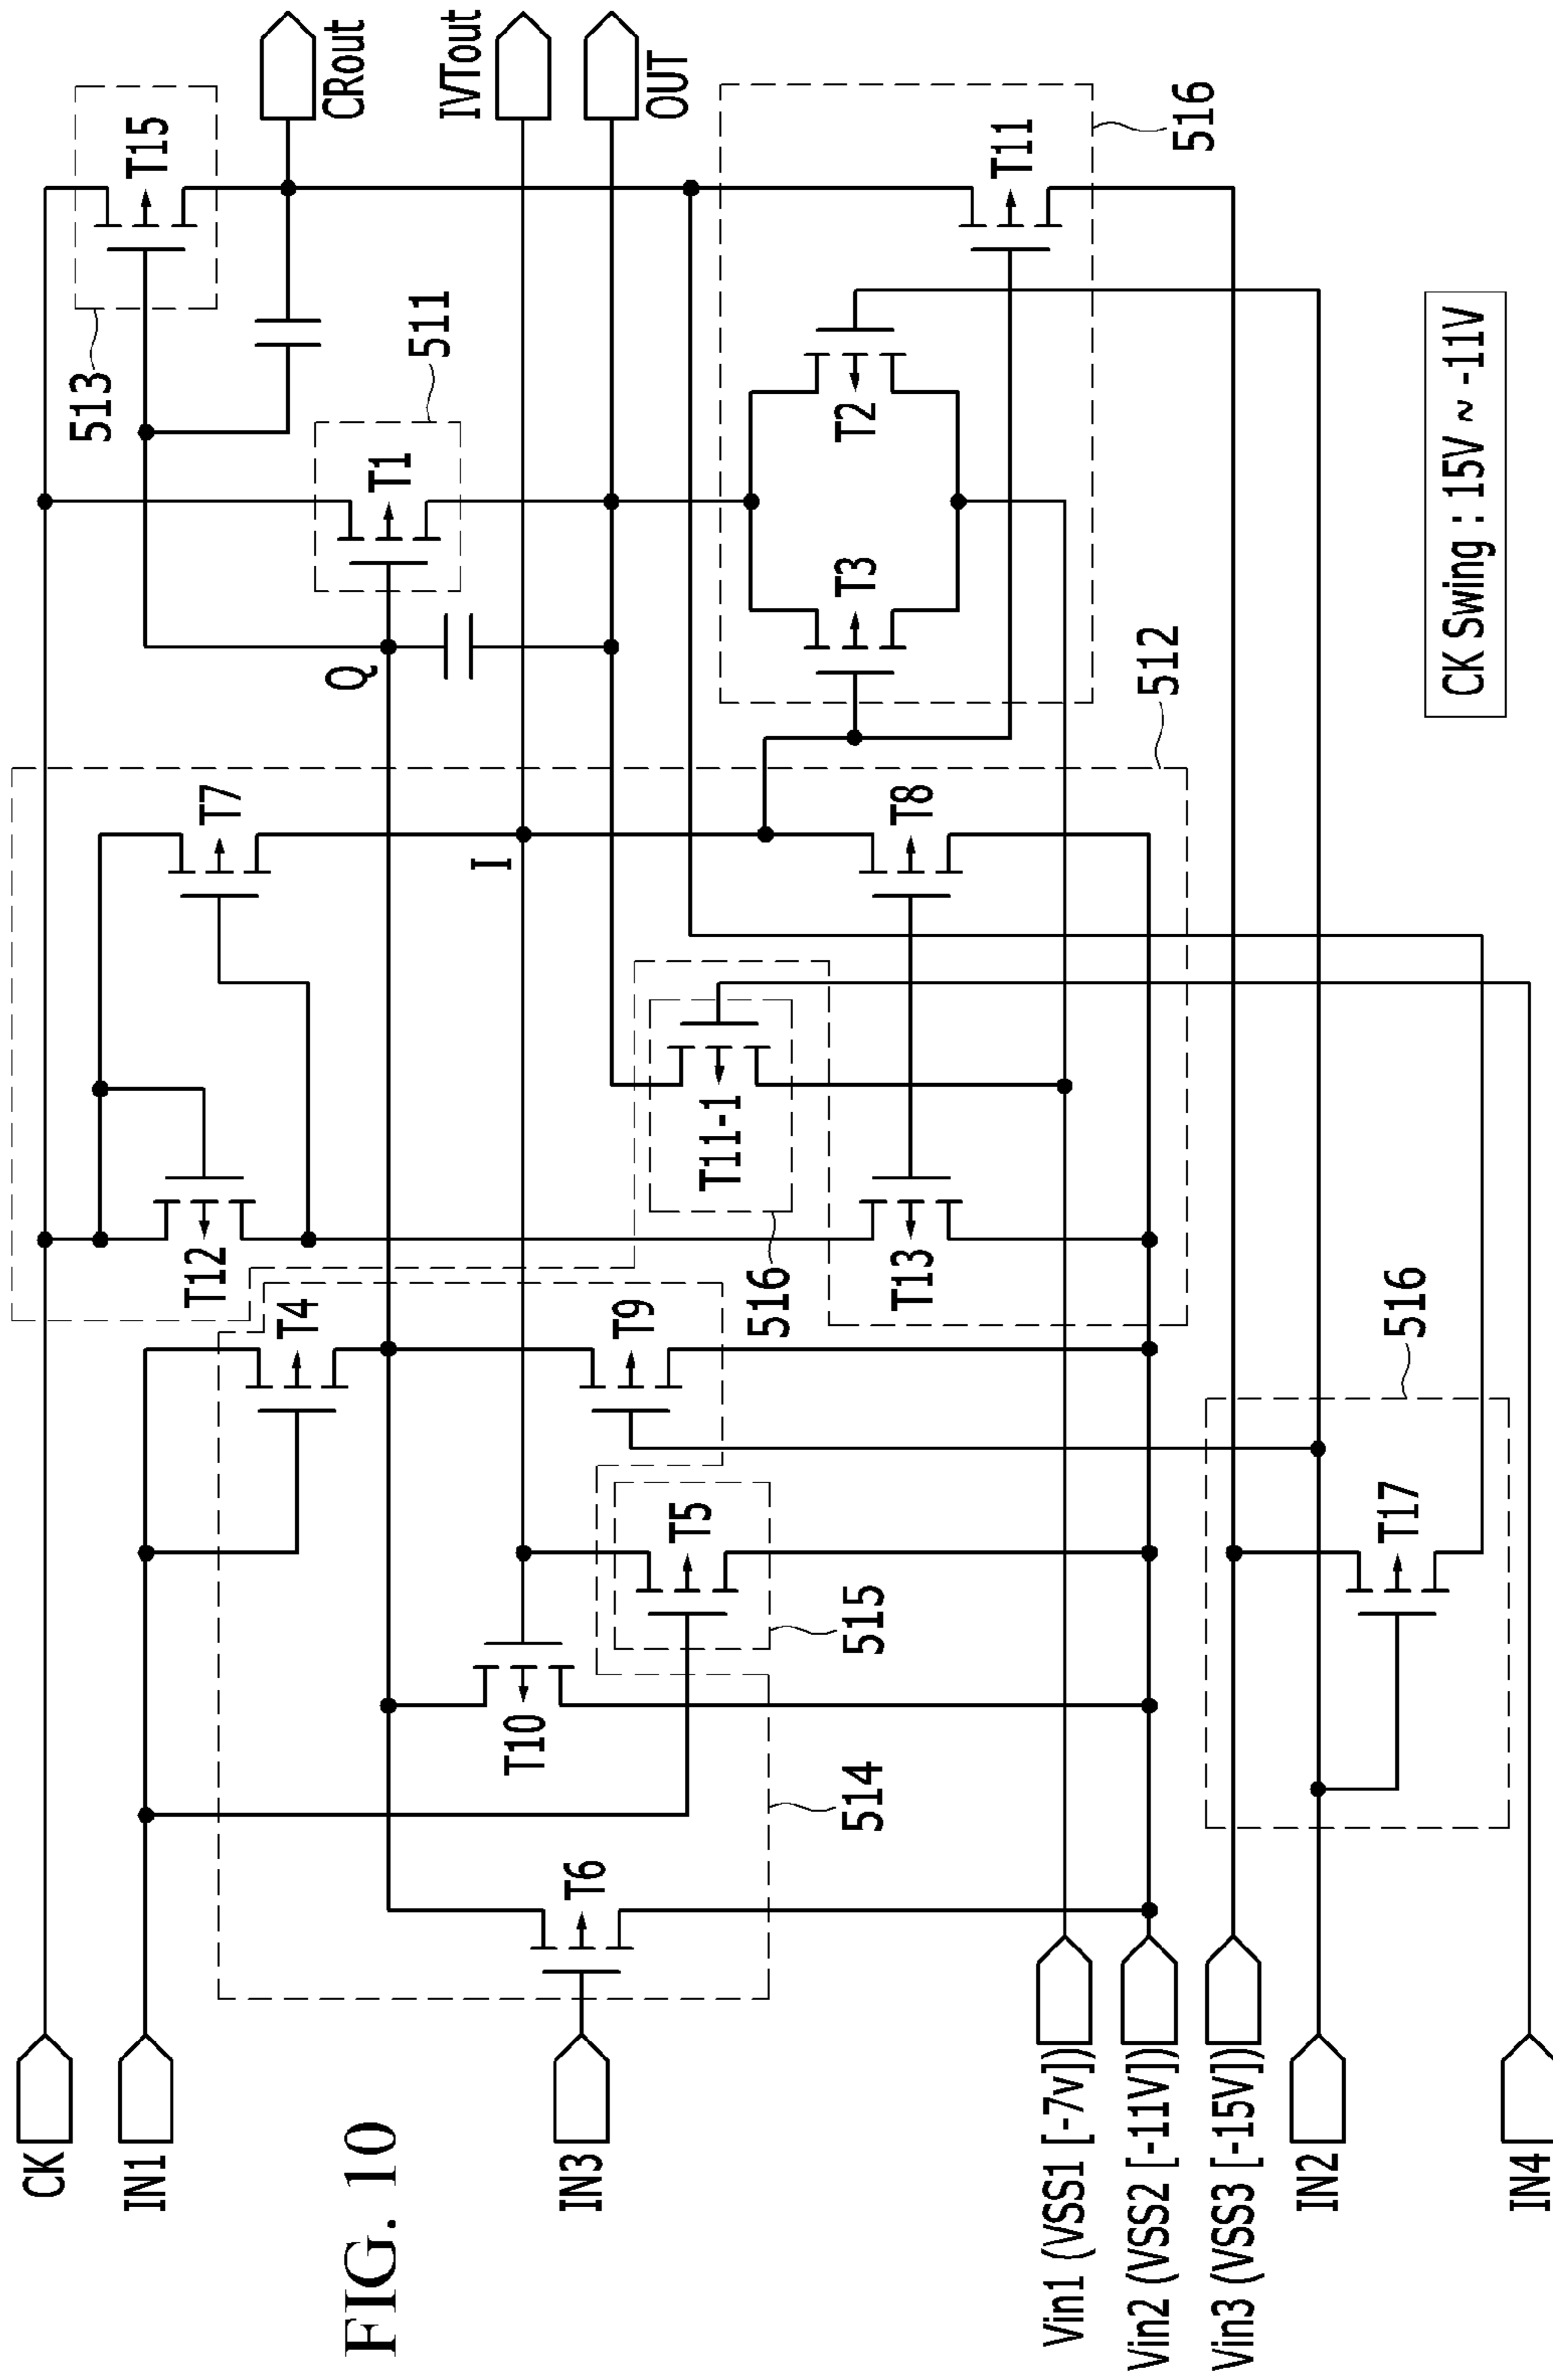 FIG. 10
CK
IN1
IN3
Vin1 (VSS1 [-7v])
Vin2 (VSS2 [-11V])
Vin3 (VSS3 [-15V])
IN2
IN4
T6
514
T10
T5
515
T17
516
T4
T9
T12
516
T11-1
T13
T7
I
T8
512
Q
T3
T1
511
T2
513
T15
T11
516
CRout
IVTout
OUT
CK Swing : 15V ~ -11V